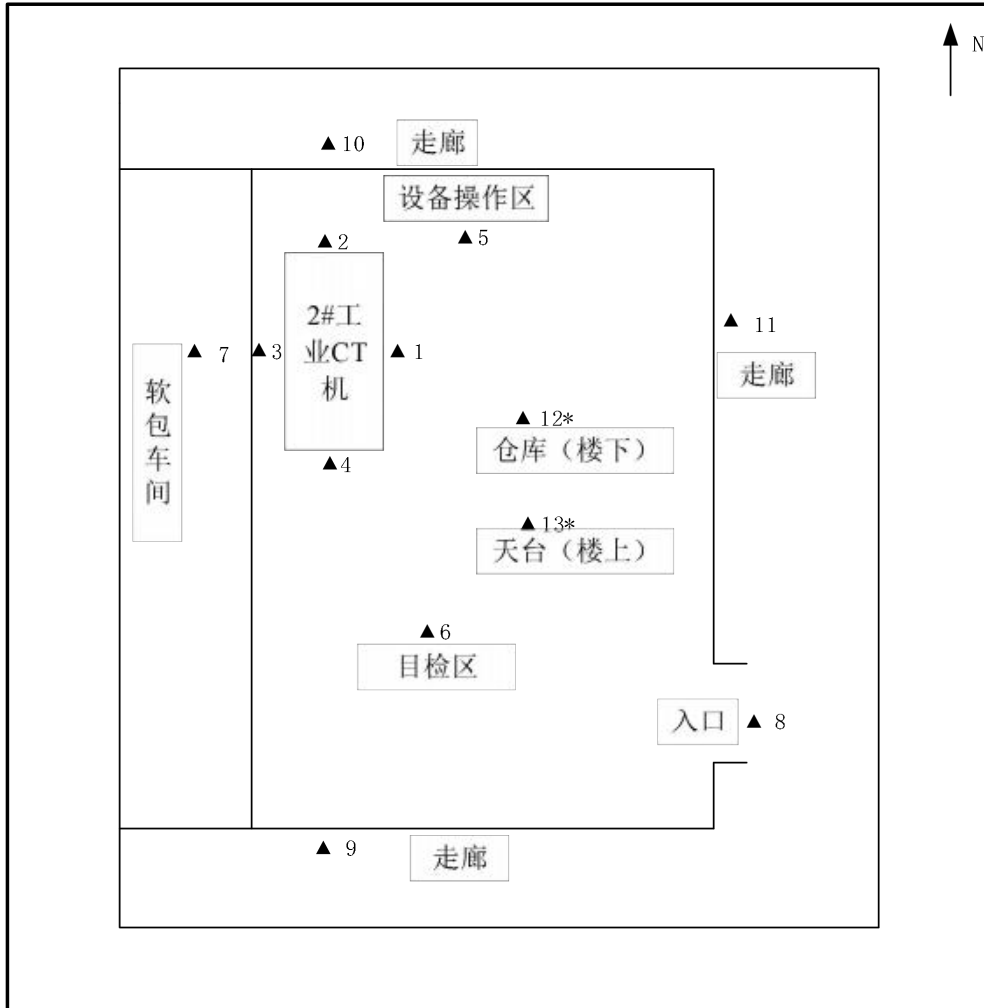 N
▲10
走廊
设备操作区
▲2
▲5
2#工
业CT
机
▲11
▲7
▲3
▲1
走廊
软
包
车
间
▲12*
仓库（楼下）
▲4
▲13*
天台（楼上）
▲6
目检区
入口
▲8
▲9
走廊